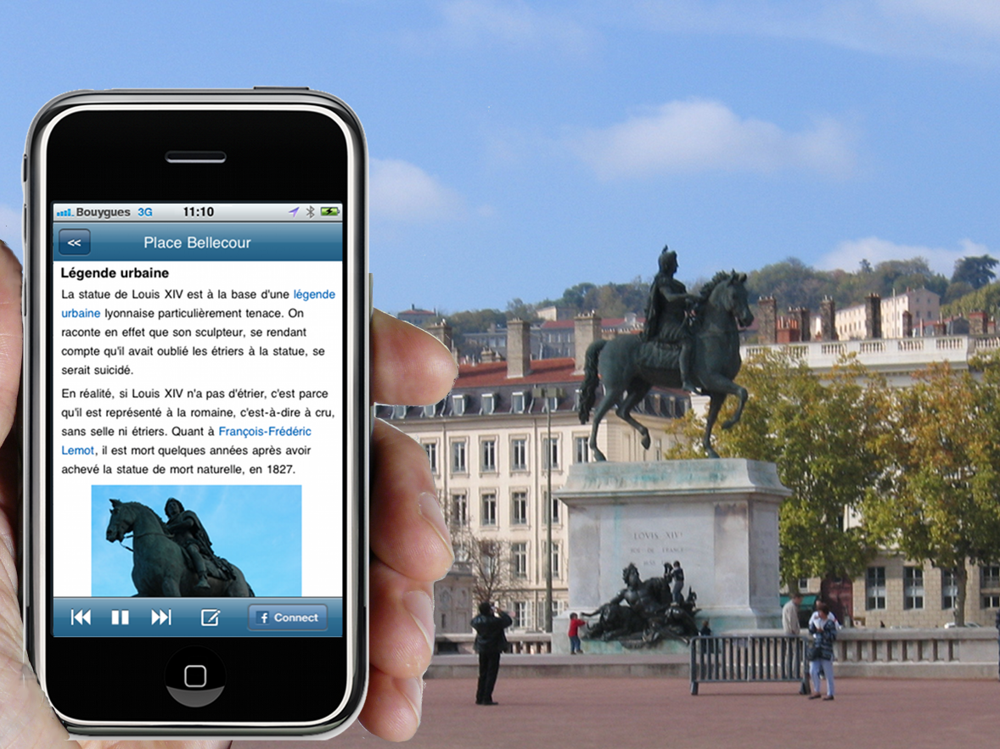 Bouygues 3G 11:10
<< Place Bellecour
Légende urbaine
La statue de Louis XIV est à la base d'une légende
urbaine lyonnaise particulièrement tenace. On
raconte en effet que son sculpteur, se rendant
compte qu'il avait oublié les étriers à la statue, se
serait suicidé.
En réalité, si Louis XIV n'a pas d'étrier, c'est parce
qu'il est représenté à la romaine, c'est-à-dire à cru,
sans selle ni étriers. Quant à François-Frédéric
Lemot, il est mort quelques années après avoir
achevé la statue de mort naturelle, en 1827.
f Connect
LOVIS XIV